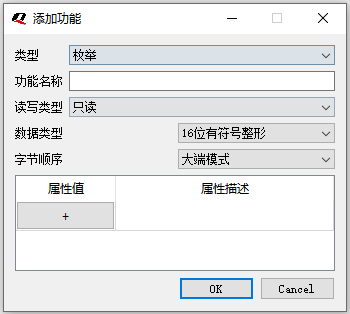 添加功能
类型 枚举
功能名称
读写类型 只读
数据类型 16位有符号整形
字节顺序 大端模式
属性值 属性描述
+
OK Cancel